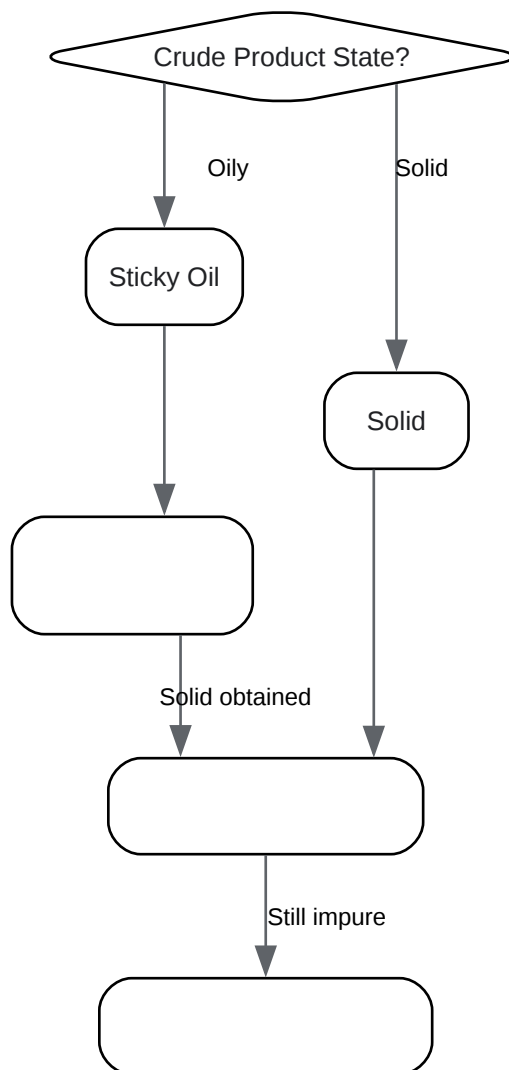 Crude Product State?
Oily
Solid
Sticky Oil
Solid
Solid obtained
Still impure